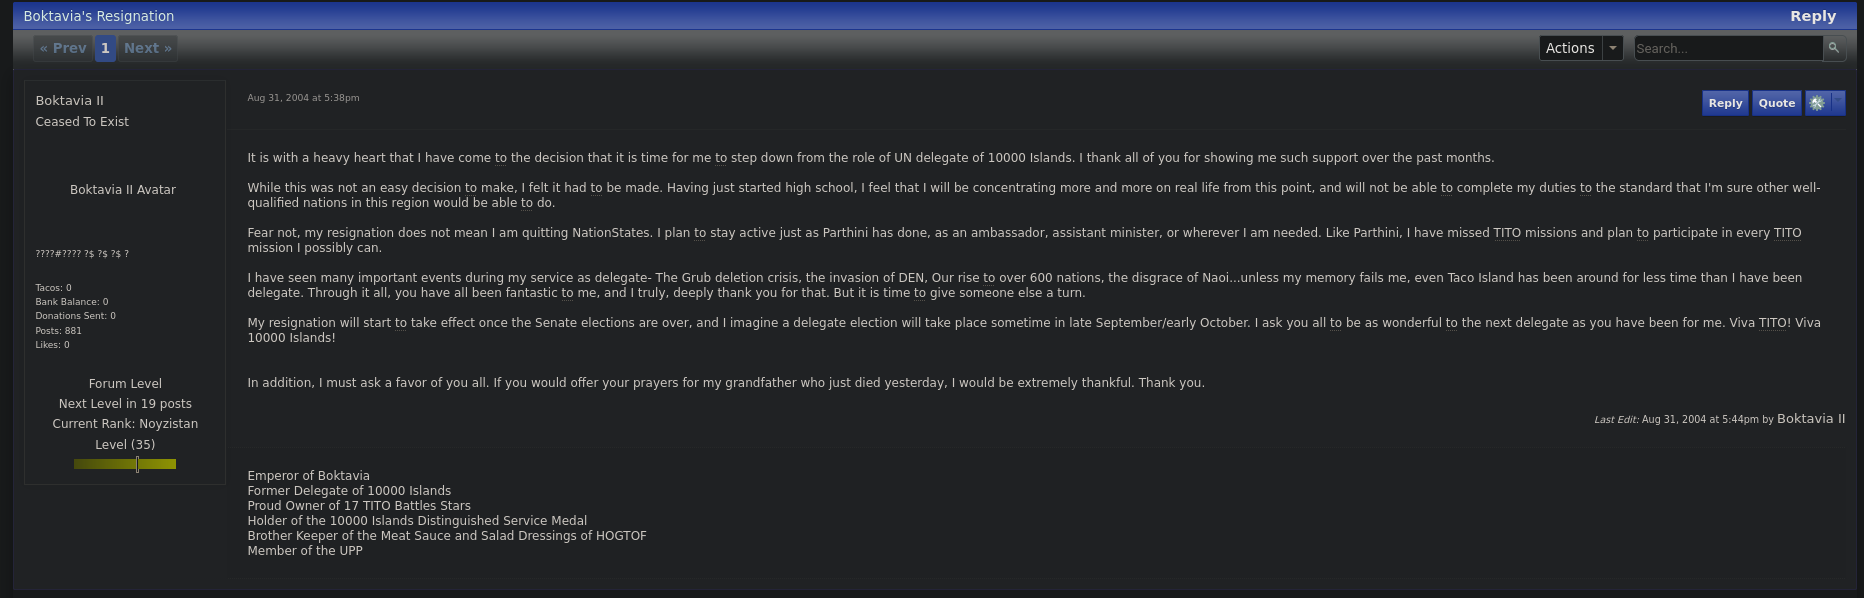 Boktavia's Resignation
Reply
« Prev 1 Next »
Actions
Search...
Boktavia II
Ceased To Exist
Boktavia II Avatar
????#???? ?$ ?$ ?$ ?
Tacos: 0
Bank Balance: 0
Donations Sent: 0
Posts: 881
Likes: 0
Forum Level
Next Level in 19 posts
Current Rank: Noyzistan
Level (35)
Aug 31, 2004 at 5:38pm
Reply
Quote
It is with a heavy heart that I have come to the decision that it is time for me to step down from the role of UN delegate of 10000 Islands. I thank all of you for showing me such support over the past months.
While this was not an easy decision to make, I felt it had to be made. Having just started high school, I feel that I will be concentrating more and more on real life from this point, and will not be able to complete my duties to the standard that I'm sure other well-
qualified nations in this region would be able to do.
Fear not, my resignation does not mean I am quitting NationStates. I plan to stay active just as Parthini has done, as an ambassador, assistant minister, or wherever I am needed. Like Parthini, I have missed TITO missions and plan to participate in every TITO
mission I possibly can.
I have seen many important events during my service as delegate- The Grub deletion crisis, the invasion of DEN, Our rise to over 600 nations, the disgrace of Naoi...unless my memory fails me, even Taco Island has been around for less time than I have been
delegate. Through it all, you have all been fantastic to me, and I truly, deeply thank you for that. But it is time to give someone else a turn.
My resignation will start to take effect once the Senate elections are over, and I imagine a delegate election will take place sometime in late September/early October. I ask you all to be as wonderful to the next delegate as you have been for me. Viva TITO! Viva
10000 Islands!
In addition, I must ask a favor of you all. If you would offer your prayers for my grandfather who just died yesterday, I would be extremely thankful. Thank you.
Last Edit: Aug 31, 2004 at 5:44pm by Boktavia II
Emperor of Boktavia
Former Delegate of 10000 Islands
Proud Owner of 17 TITO Battles Stars
Holder of the 10000 Islands Distinguished Service Medal
Brother Keeper of the Meat Sauce and Salad Dressings of HOGTOF
Member of the UPP